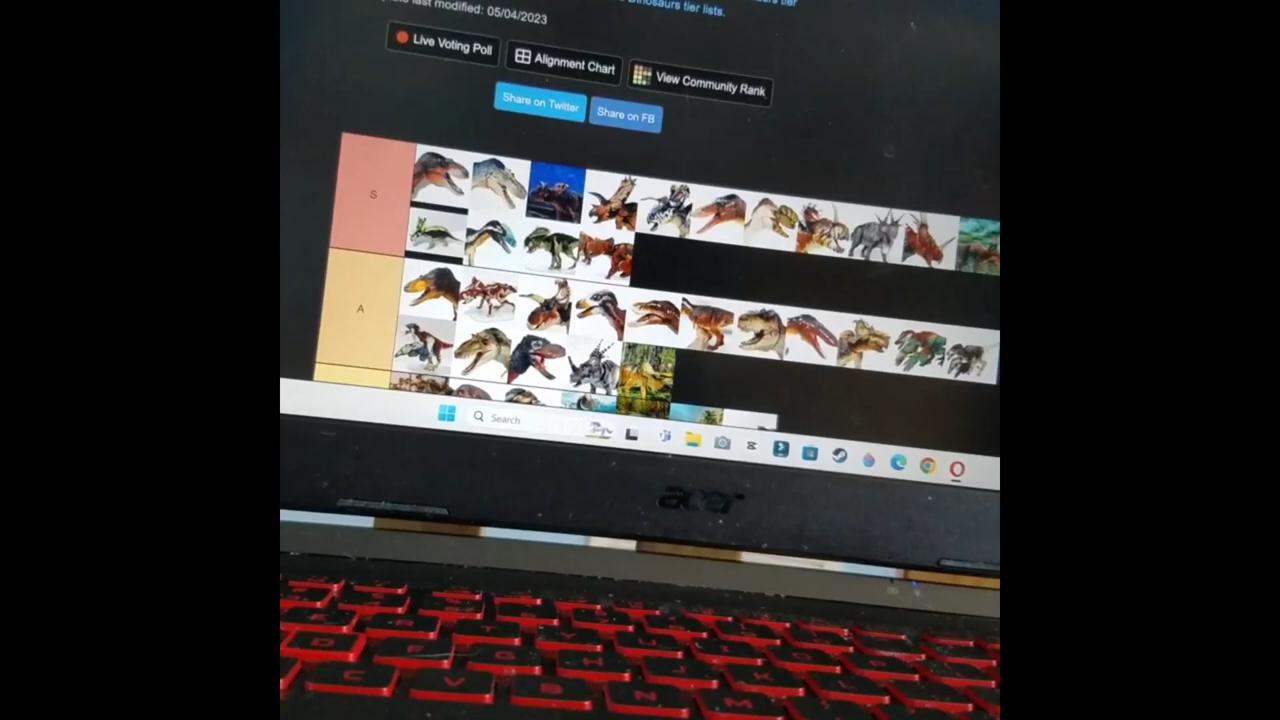 last modified: 05/04/2023
Dinosaurs tier lists.
Live Voting Poll
Alignment Chart
View Community Rank
Share on Twitter
Share on FB
S
A
Search
acer
R T Y U I O P
D F G H J K L
C V B N M